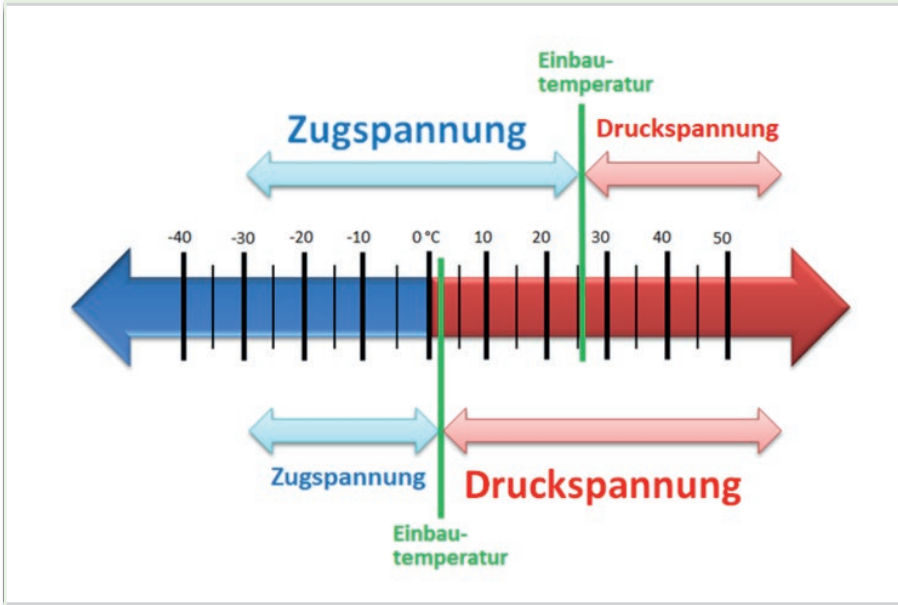 Einbau-
temperatur
Zugspannung
Druckspannung
-40 -30 -20 -10 0 °C 10 20 30 40 50
Zugspannung
Druckspannung
Einbau-
temperatur